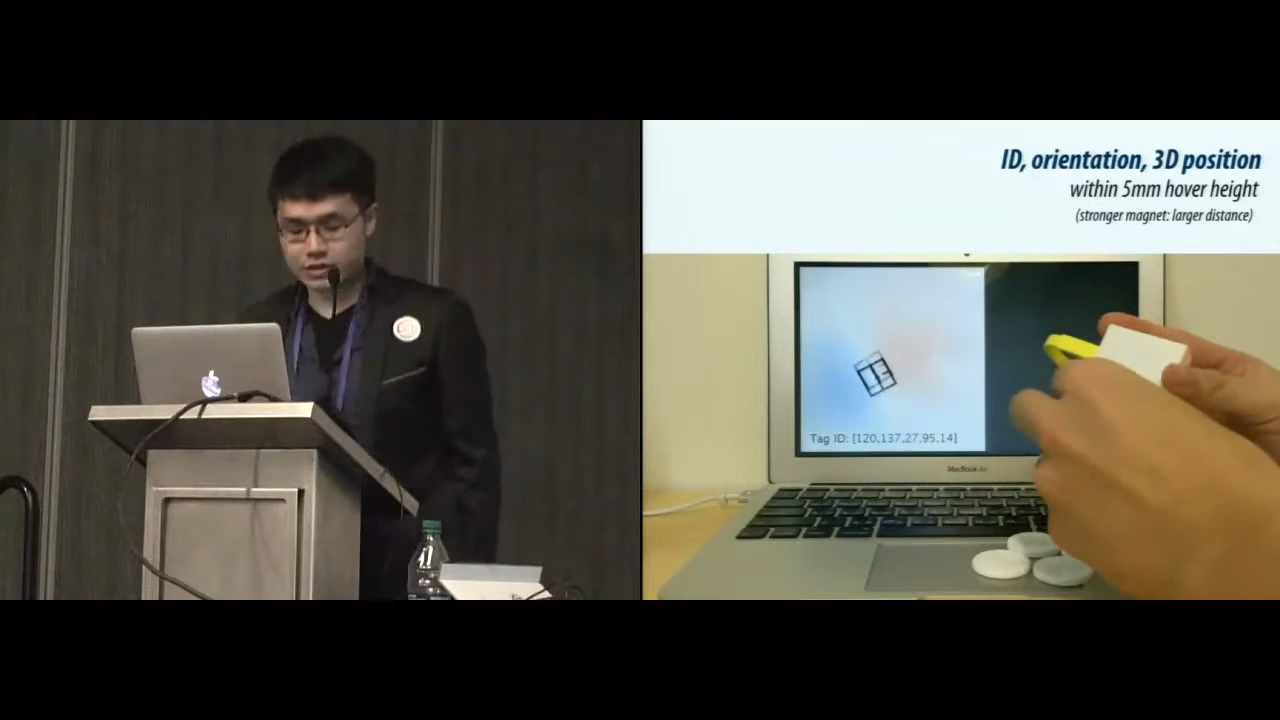 ID, orientation, 3D position
within 5mm hover height
(stronger magnet: larger distance)
Tag ID: [120,137,27,95,14]
MacBook Air